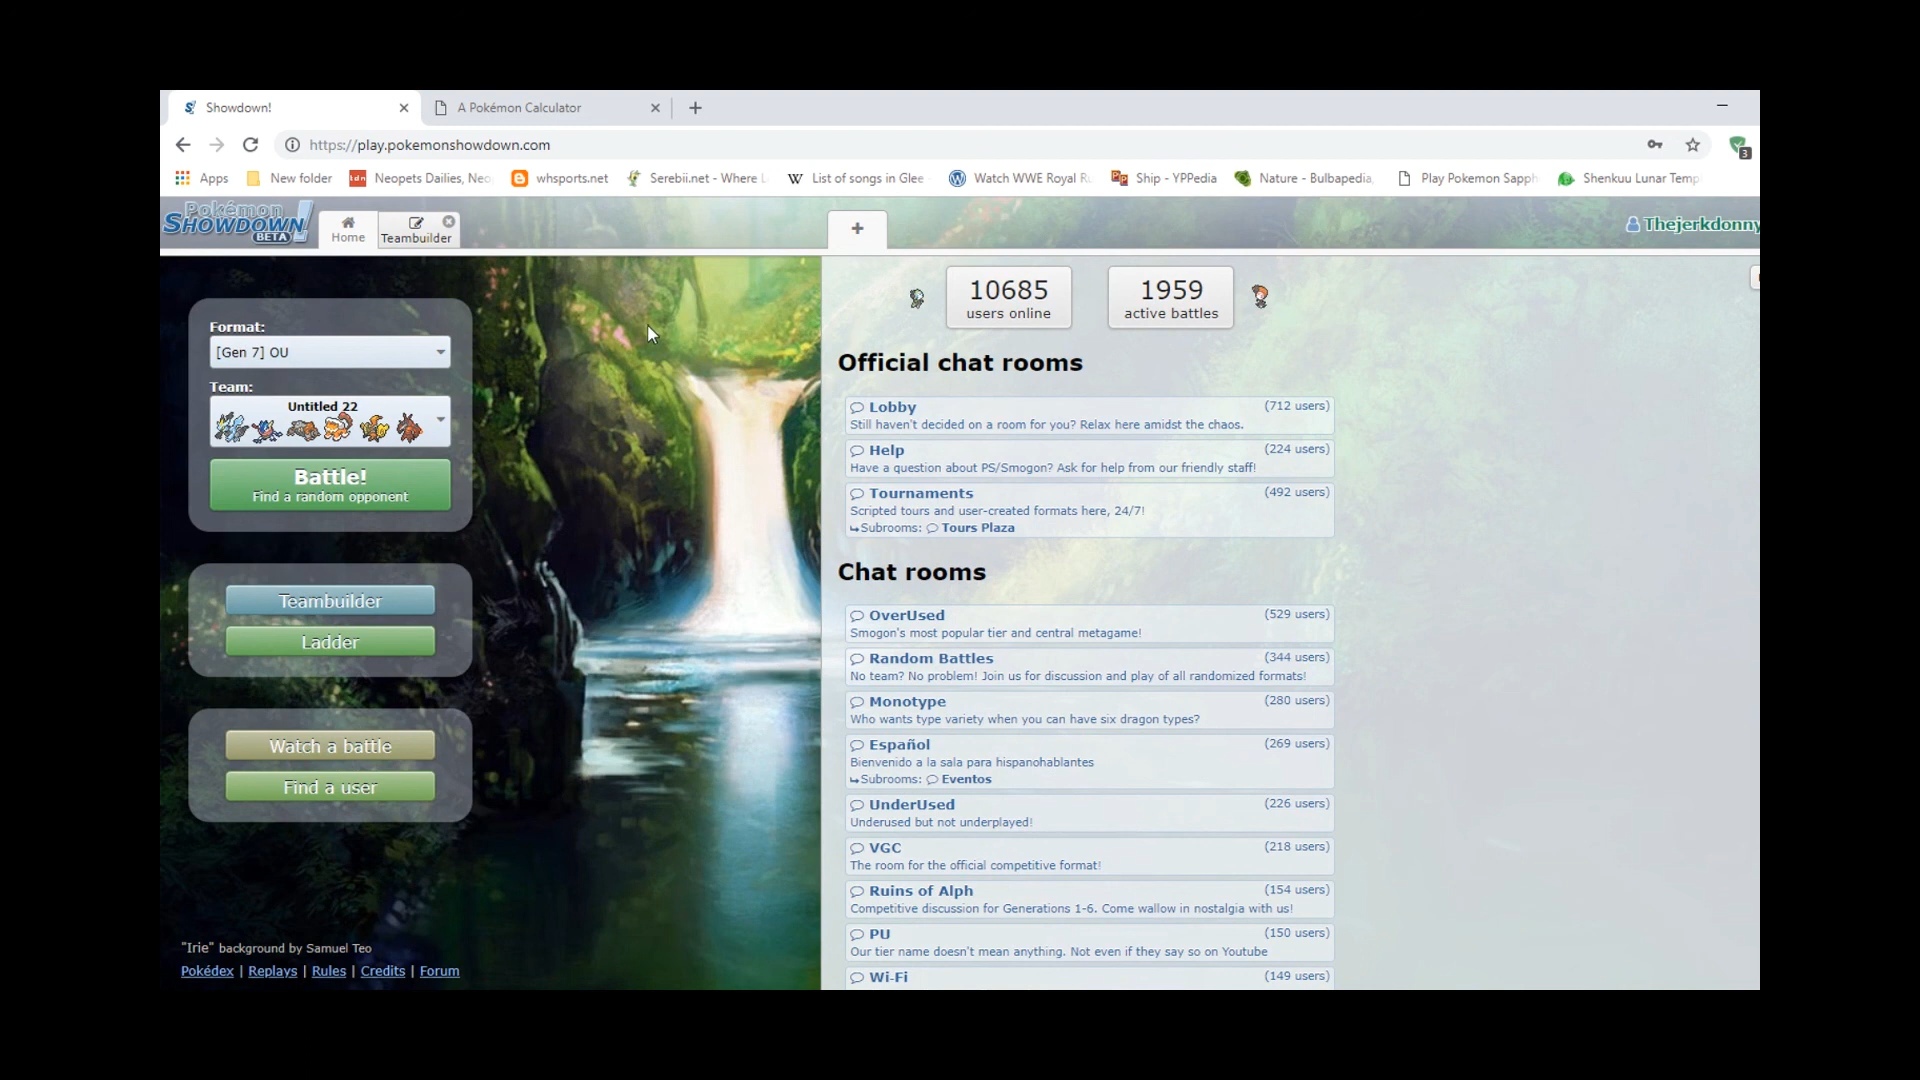 Showdown!
A Pokémon Calculator
https://play.pokemonshowdown.com
3
Apps
New folder
tdn
Neopets Dailies, Neo
whsports.net
Serebii.net - Where L
W
List of songs in Glee
Watch WWE Royal Ru
Ship - YPPedia
Nature - Bulbapedia,
Play Pokemon Sapph
Shenkuu Lunar Temp
Pokémon
SHOWDOWN!
BETA
Home
Teambuilder
Thejerkdonny
Format:
[Gen 7] OU
Team:
Untitled 22
Battle!
Find a random opponent
Teambuilder
Ladder
Watch a battle
Find a user
"Irie" background by Samuel Teo
Pokédex | Replays | Rules | Credits | Forum
10685
users online
1959
active battles
Official chat rooms
Lobby (712 users)
Still haven't decided on a room for you? Relax here amidst the chaos.
Help (224 users)
Have a question about PS/Smogon? Ask for help from our friendly staff!
Tournaments (492 users)
Scripted tours and user-created formats here, 24/7!
↳Subrooms: Tours Plaza
Chat rooms
OverUsed (529 users)
Smogon's most popular tier and central metagame!
Random Battles (344 users)
No team? No problem! Join us for discussion and play of all randomized formats!
Monotype (280 users)
Who wants type variety when you can have six dragon types?
Español (269 users)
Bienvenido a la sala para hispanohablantes
↳Subrooms: Eventos
UnderUsed (226 users)
Underused but not underplayed!
VGC (218 users)
The room for the official competitive format!
Ruins of Alph (154 users)
Competitive discussion for Generations 1-6. Come wallow in nostalgia with us!
PU (150 users)
Our tier name doesn't mean anything. Not even if they say so on Youtube
Wi-Fi (149 users)